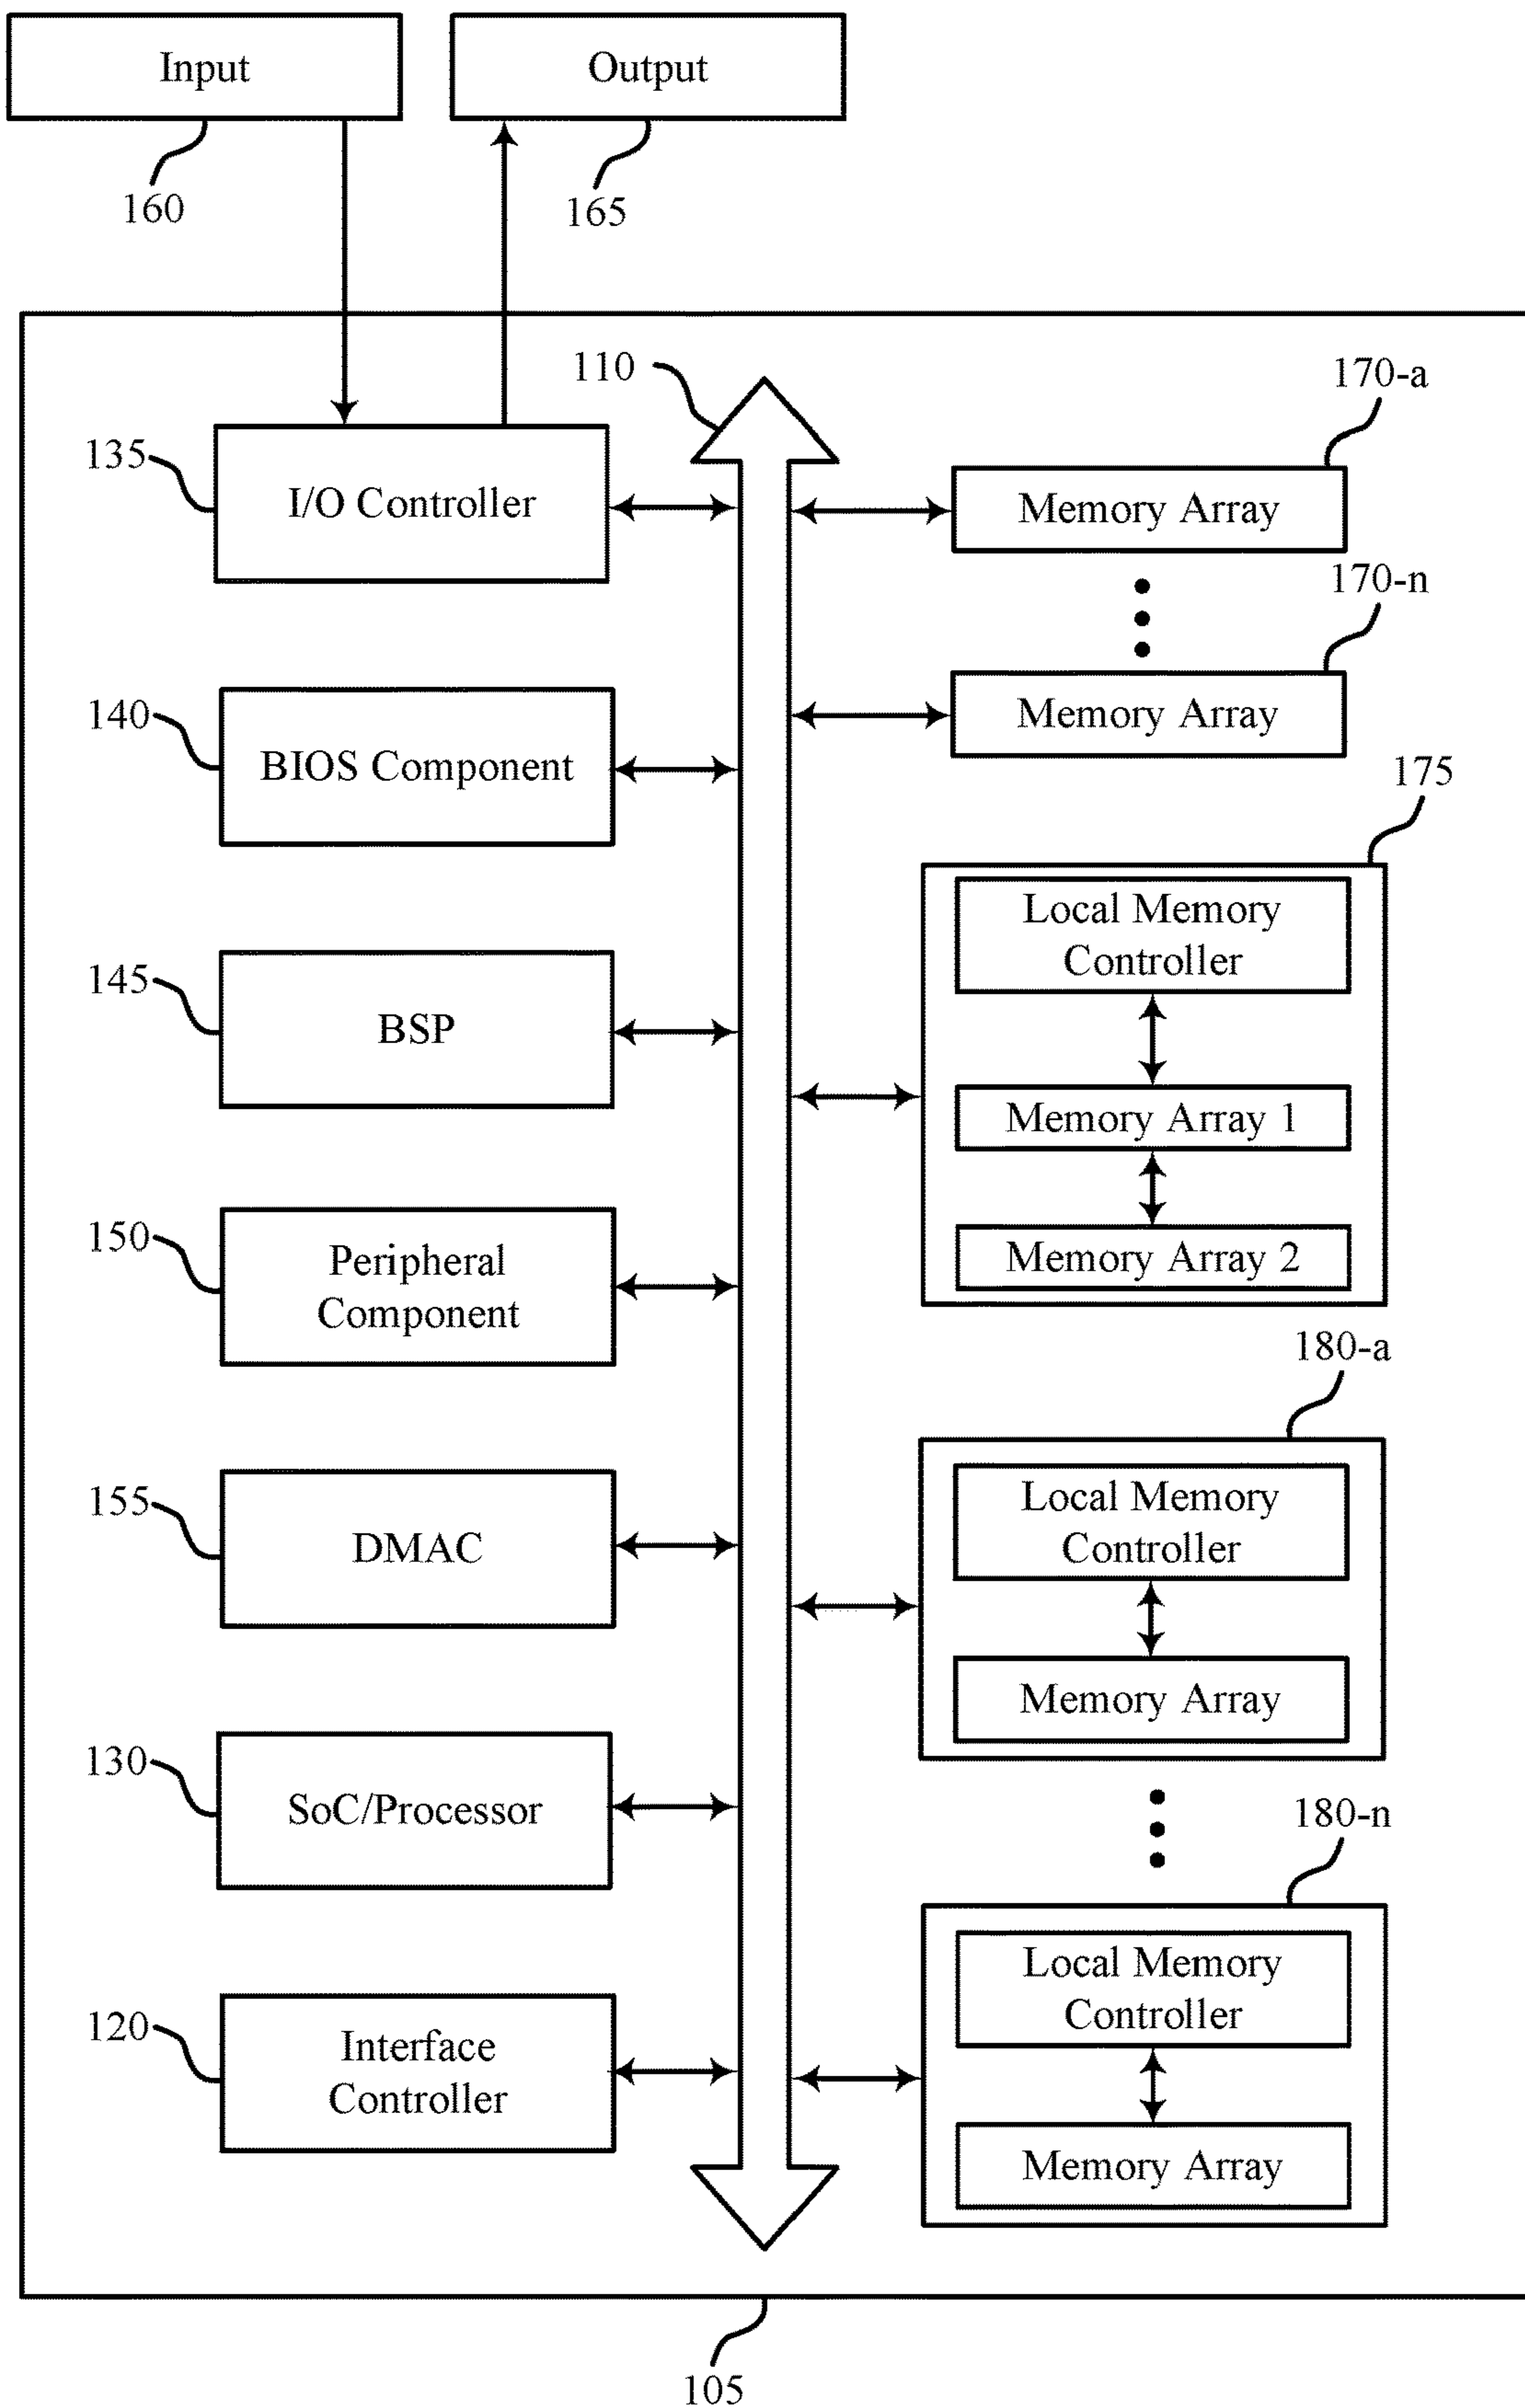 Input
Output
160
165
110
170-a
135
I/O Controller
Memory Array
170-n
140
BIOS Component
Memory Array
175
Local Memory
Controller
145
BSP
Memory Array 1
Memory Array 2
150
Peripheral
Component
180-a
155
DMAC
Local Memory
Controller
Memory Array
130
SoC/Processor
180-n
120
Interface
Controller
Local Memory
Controller
Memory Array
105